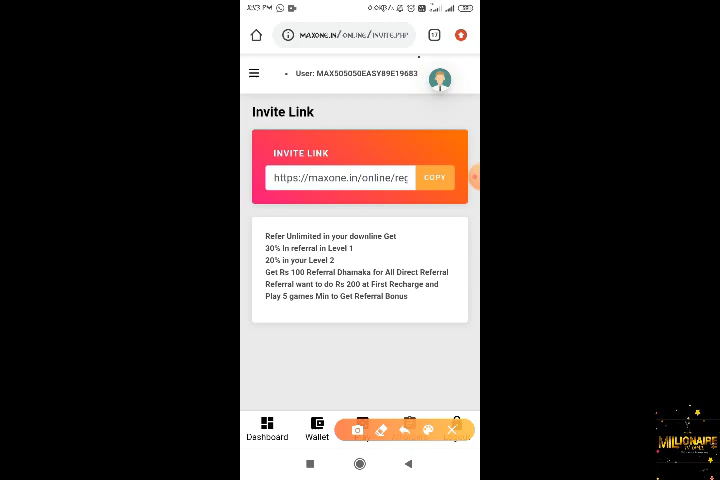 MAXONE.IN/ONLINE/INVITE.PHP
17
User: MAX505050EASY89E19683
Invite Link
INVITE LINK
https://maxone.in/online/reg
COPY
Refer Unlimited in your downline Get
30% In referral in Level 1
20% in your Level 2
Get Rs 100 Referral Dhamaka for All Direct Referral
Referral want to do Rs 200 at First Recharge and
Play 5 games Min to Get Referral Bonus
Dashboard
Wallet
MILLIONAIRE